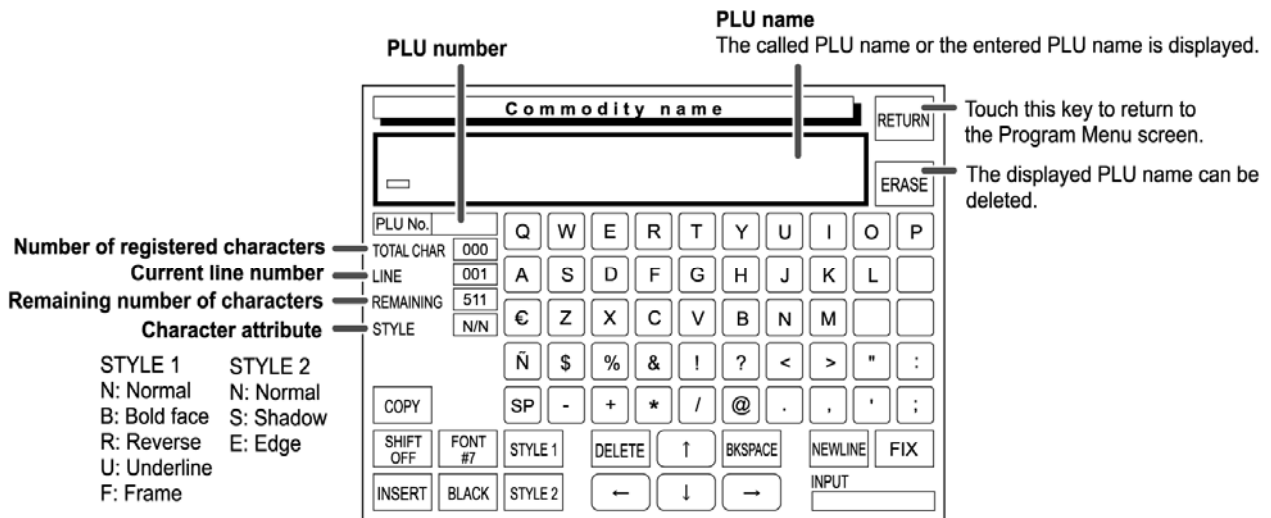 PLU name
The called PLU name or the entered PLU name is displayed.
PLU number
Commodity name
RETURN
Touch this key to return to
the Program Menu screen.
ERASE
The displayed PLU name can be
deleted.
PLU No.
Q W E R T Y U I O P
Number of registered characters
TOTAL CHAR 000
Current line number
LINE 001
A S D F G H J K L
Remaining number of characters
REMAINING 511
Character attribute
STYLE N/N
€ Z X C V B N M
STYLE 1
N: Normal
B: Bold face
R: Reverse
U: Underline
F: Frame
STYLE 2
N: Normal
S: Shadow
E: Edge
Ñ $ % & ! ? < > " :
COPY
SP - + * / @ . , ' ;
SHIFT
OFF
FONT
#7
STYLE 1
DELETE
↑
BKSPACE
NEWLINE
FIX
INSERT
BLACK
STYLE 2
←
↓
→
INPUT